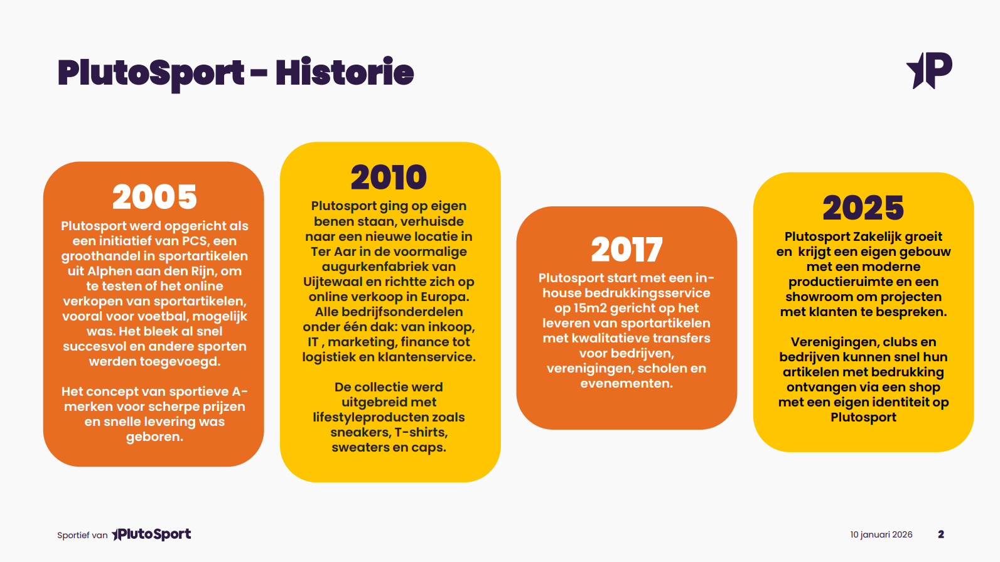 PlutoSport - Historie
P
2005
Plutosport werd opgericht als
een initiatief van PCS, een
groothandel in sportartikelen
uit Alphen aan den Rijn, om
te testen of het online
verkopen van sportartikelen,
vooral voor voetbal, mogelijk
was. Het bleek al snel
succesvol en andere sporten
werden toegevoegd.
Het concept van sportieve A-
merken voor scherpe prijzen
en snelle levering was
geboren.
2010
Plutosport ging op eigen
benen staan, verhuisde
naar een nieuwe locatie in
Ter Aar in de voormalige
augurkenfabriek van
Uijtewaal en richtte zich op
online verkoop in Europa.
Alle bedrijfsonderdelen
onder één dak: van inkoop,
IT , marketing, finance tot
logistiek en klantenservice.
De collectie werd
uitgebreid met
lifestyleproducten zoals
sneakers, T-shirts,
sweaters en caps.
2017
Plutosport start met een in-
house bedrukkingsservice
op 15m2 gericht op het
leveren van sportartikelen
met kwalitatieve transfers
voor bedrijven,
verenigingen, scholen en
evenementen.
2025
Plutosport Zakelijk groeit
en  krijgt een eigen gebouw
met een moderne
productieruimte en een
showroom om projecten
met klanten te bespreken.
Verenigingen, clubs en
bedrijven kunnen snel hun
artikelen met bedrukking
ontvangen via een shop
met een eigen identiteit op
Plutosport
Sportief van PlutoSport
10 januari 2026 2